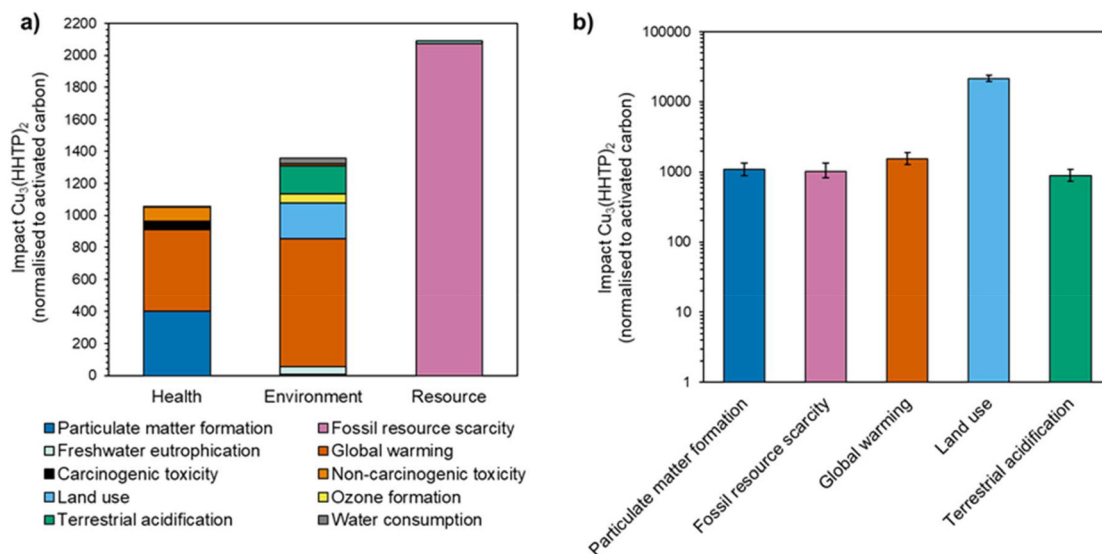 a)
Impact Cu₃(HHTP)₂
(normalised to activated carbon)
2200
2000
1800
1600
1400
1200
1000
800
600
400
200
0
Health Environment Resource
Particulate matter formation Fossil resource scarcity
Freshwater eutrophication Global warming
Carcinogenic toxicity Non-carcinogenic toxicity
Land use Ozone formation
Terrestrial acidification Water consumption
b)
Impact Cu₃(HHTP)₂
(normalised to activated carbon)
100000
10000
1000
100
10
1
Particulate matter formation
Fossil resource scarcity
Global warming
Land use
Terrestrial acidification